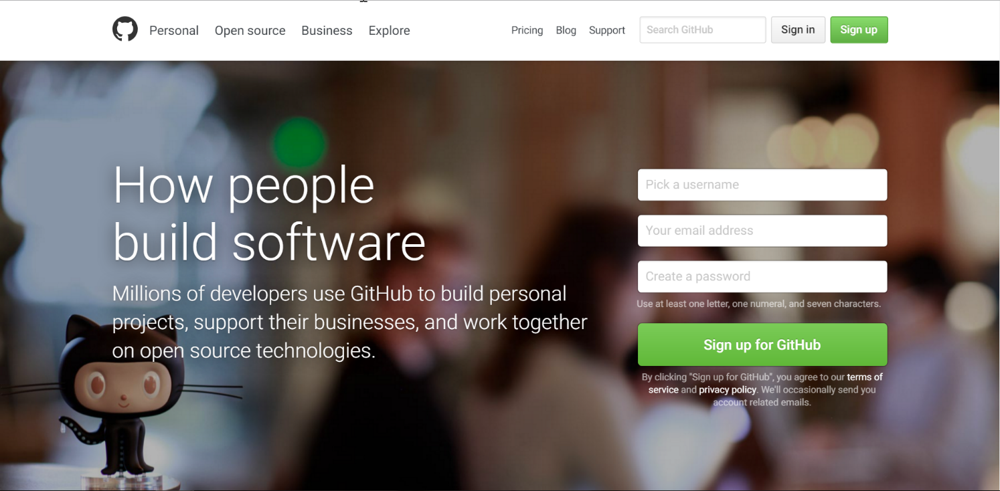 Personal Open source Business Explore Pricing Blog Support Search GitHub Sign in Sign up
How people
build software
Millions of developers use GitHub to build personal
projects, support their businesses, and work together
on open source technologies.
Pick a username
Your email address
Create a password
Use at least one letter, one numeral, and seven characters.
Sign up for GitHub
By clicking "Sign up for GitHub", you agree to our terms of
service and privacy policy. We'll occasionally send you
account related emails.